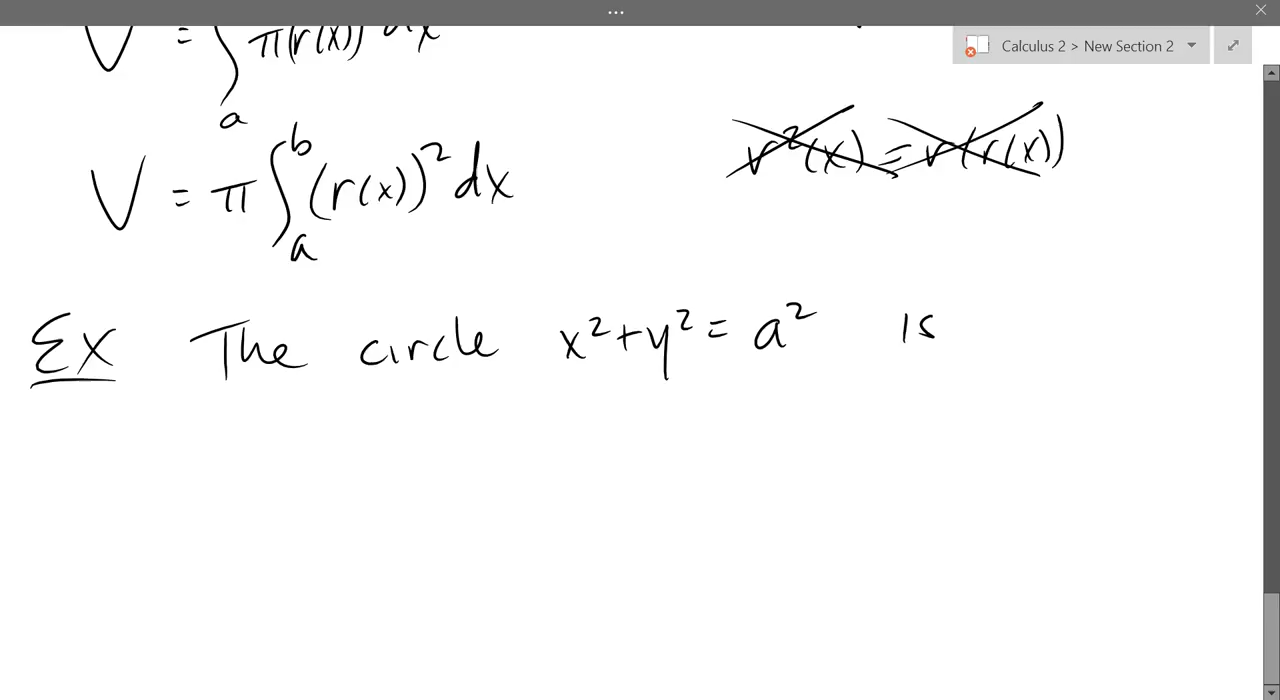 ...
Calculus 2 > New Section 2
V = ∫ₐ π(r(x))² dx
V = π ∫ₐᵇ (r(x))² dx
r²(x) = r(r(x))
Ex The circle x² + y² = a² is